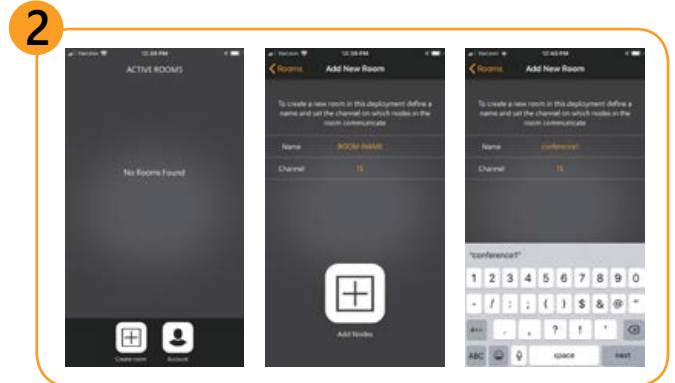 2
Verizon 12:39 PM
ACTIVE ROOMS
No Rooms Found
Create room Account
Verizon 12:39 PM
Rooms Add New Room
To create a new room in this deployment define a
name and set the channel on which nodes in the
room communicate
Name ROOM-NAME
Channel 15
Add Nodes
Verizon 12:40 PM
Rooms Add New Room
To create a new room in this deployment define a
name and set the channel on which nodes in the
room communicate
Name conference1
Channel 15
"conference1"
1 2 3 4 5 6 7 8 9 0
- / : ; ( ) $ & @ "
#+= . , ? ! '
ABC space next